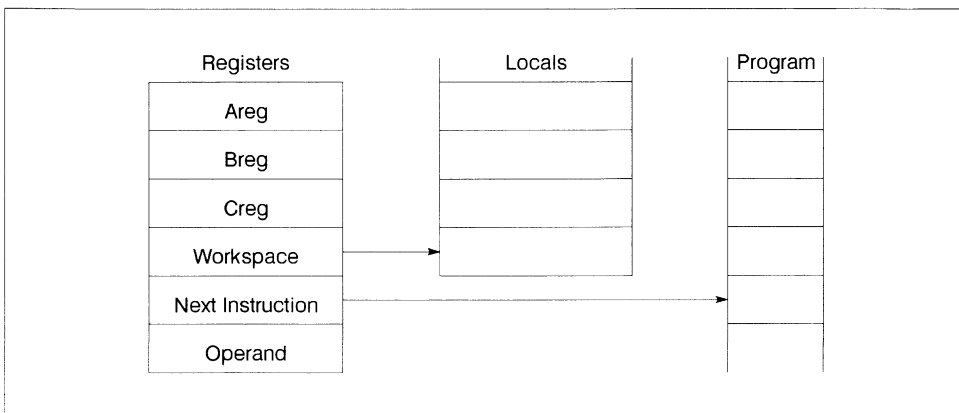 Registers
Locals
Program
Areg
Breg
Creg
Workspace
Next Instruction
Operand